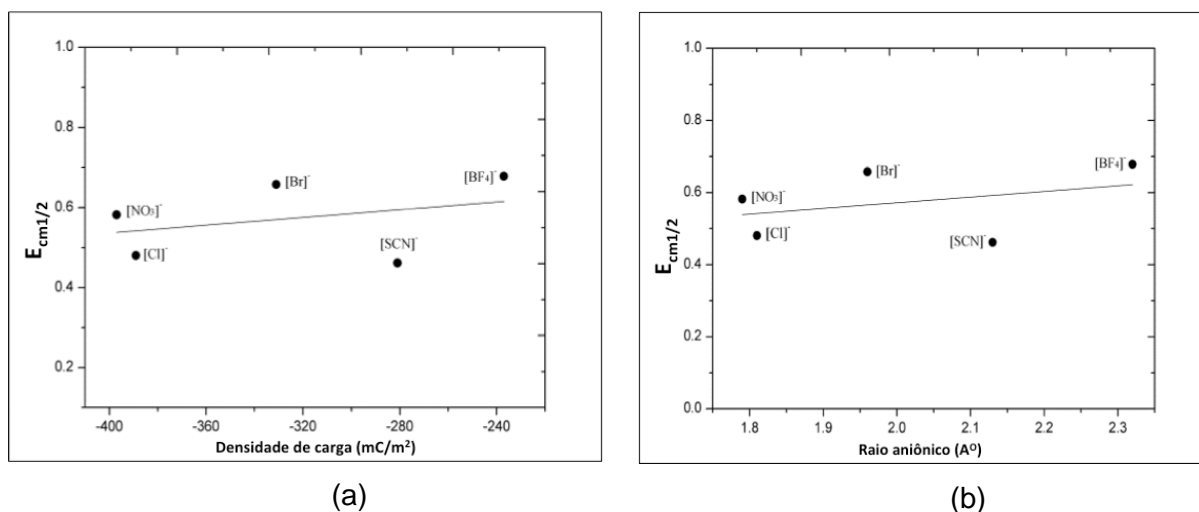 1.0
0.8
0.6
0.4
0.2
E cm1/2
[NO₃]⁻
[Cl]⁻
[Br]⁻
[SCN]⁻
[BF₄]⁻
-400 -360 -320 -280 -240
Densidade de carga (mC/m²)
(a)
1.0
0.8
0.6
0.4
0.2
0.0
E cm1/2
[NO₃]⁻
[Cl]⁻
[Br]⁻
[SCN]⁻
[BF₄]⁻
1.8 1.9 2.0 2.1 2.2 2.3
Raio aniônico (Aº)
(b)